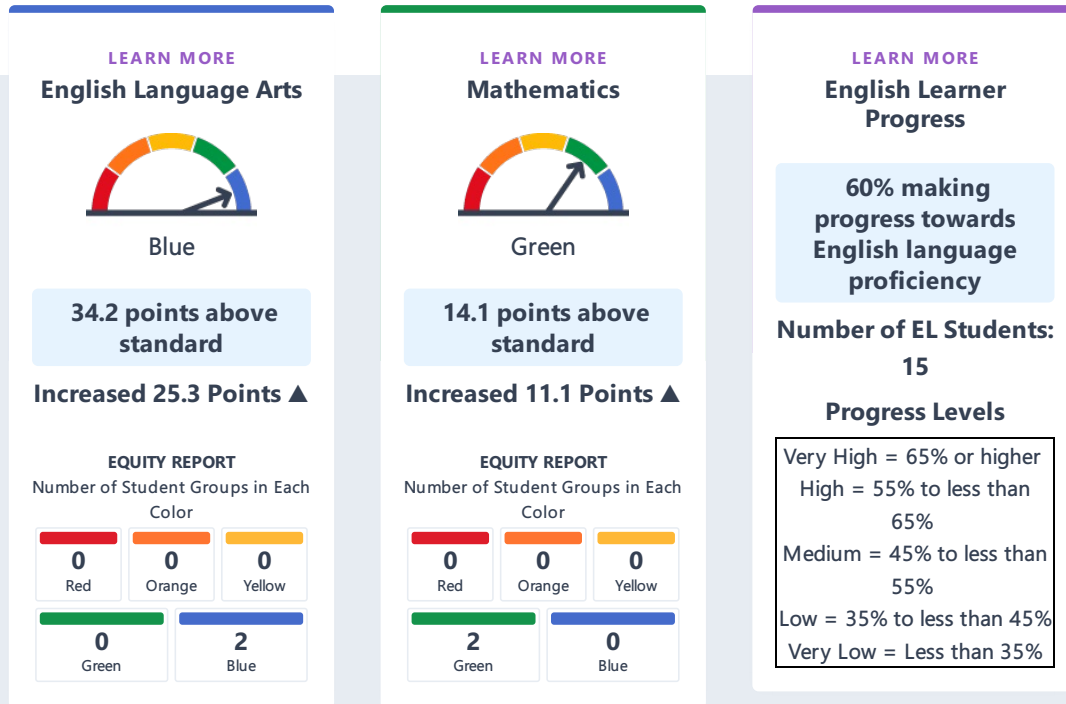 LEARN MORE
English Language Arts
Blue
34.2 points above
standard
Increased 25.3 Points ▲
EQUITY REPORT
Number of Student Groups in Each
Color
0
Red
0
Orange
0
Yellow
0
Green
2
Blue
LEARN MORE
Mathematics
Green
14.1 points above
standard
Increased 11.1 Points ▲
EQUITY REPORT
Number of Student Groups in Each
Color
0
Red
0
Orange
0
Yellow
2
Green
0
Blue
LEARN MORE
English Learner
Progress
60% making
progress towards
English language
proficiency
Number of EL Students:
15
Progress Levels
Very High = 65% or higher
High = 55% to less than
65%
Medium = 45% to less than
55%
Low = 35% to less than 45%
Very Low = Less than 35%